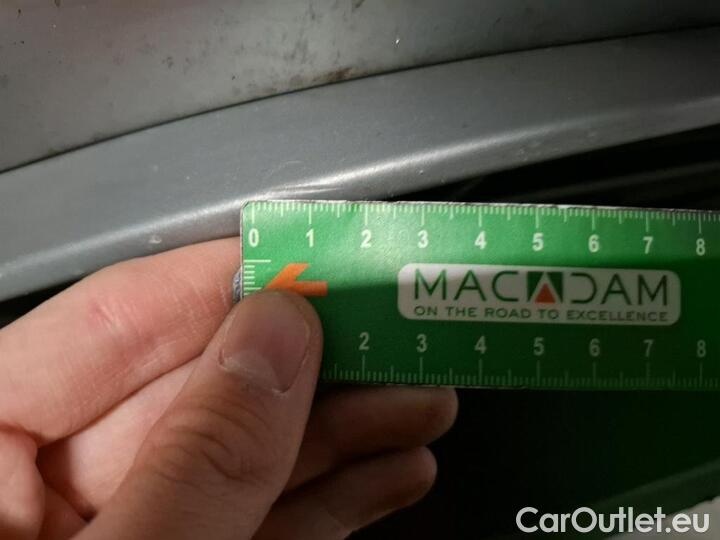 0 1 2 3 4 5 6 7 8
MACADAM
ON THE ROAD TO EXCELLENCE
2 3 4 5 6 7 8
CarOutlet.eu